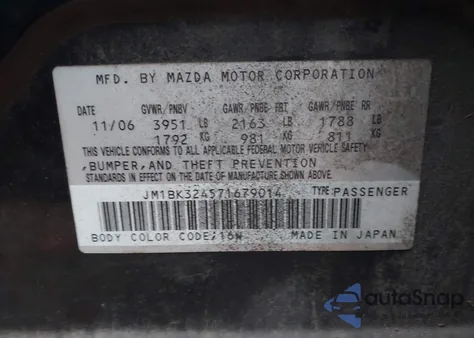 MFD. BY MAZDA MOTOR CORPORATION
DATE GVWR/PNBV GAWR/PNBE FRT GAWR/PNBE RR
11/06 3951 LB 2163 LB 1788 LB
1792 KG 981 KG 811 KG
THIS VEHICLE CONFORMS TO ALL APPLICABLE FEDERAL MOTOR VEHICLE SAFETY
,BUMPER,AND THEFT PREVENTION
STANDARDS IN EFFECT ON THE DATE OF MANUFACTURE SHOWN ABOVE.
JM1BK324571679014 TYPE:PASSENGER
BODY COLOR CODE/16W MADE IN JAPAN
autoSnap